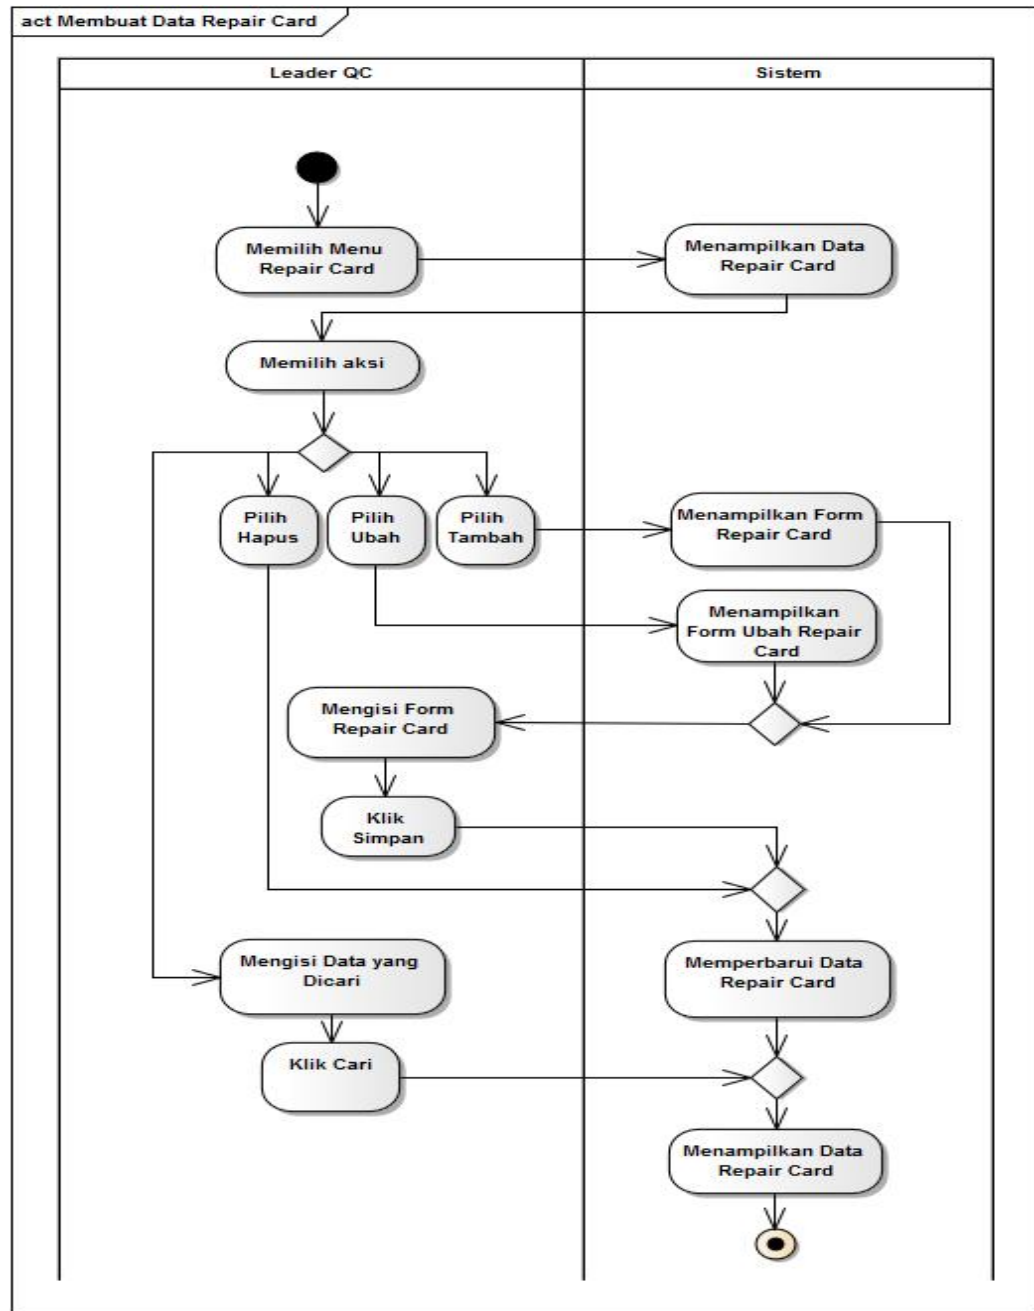 act Membuat Data Repair Card
Leader QC
Sistem
Memilih Menu
Repair Card
Menampilkan Data
Repair Card
Memilih aksi
Pilih
Hapus
Pilih
Ubah
Pilih
Tambah
Menampilkan Form
Repair Card
Menampilkan
Form Ubah Repair
Card
Mengisi Form
Repair Card
Klik
Simpan
Mengisi Data yang
Dicari
Memperbarui Data
Repair Card
Klik Cari
Menampilkan Data
Repair Card